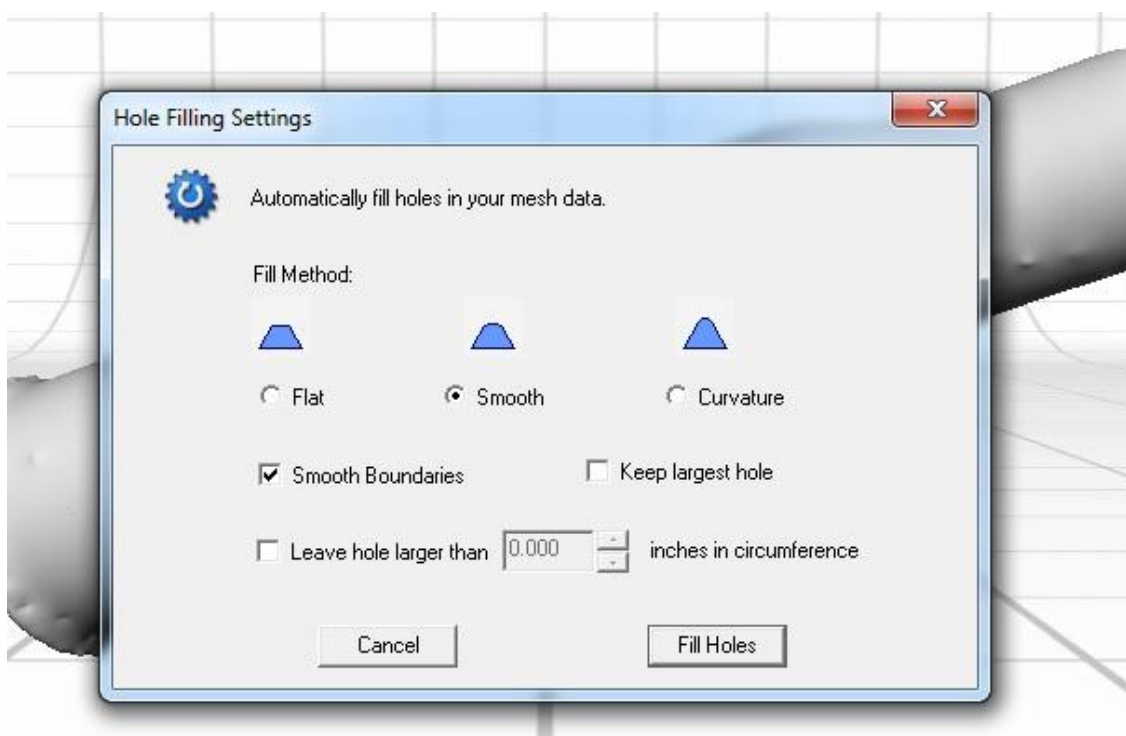 Hole Filling Settings
Automatically fill holes in your mesh data.
Fill Method:
Flat Smooth Curvature
Smooth Boundaries Keep largest hole
Leave hole larger than 0.000 inches in circumference
Cancel Fill Holes